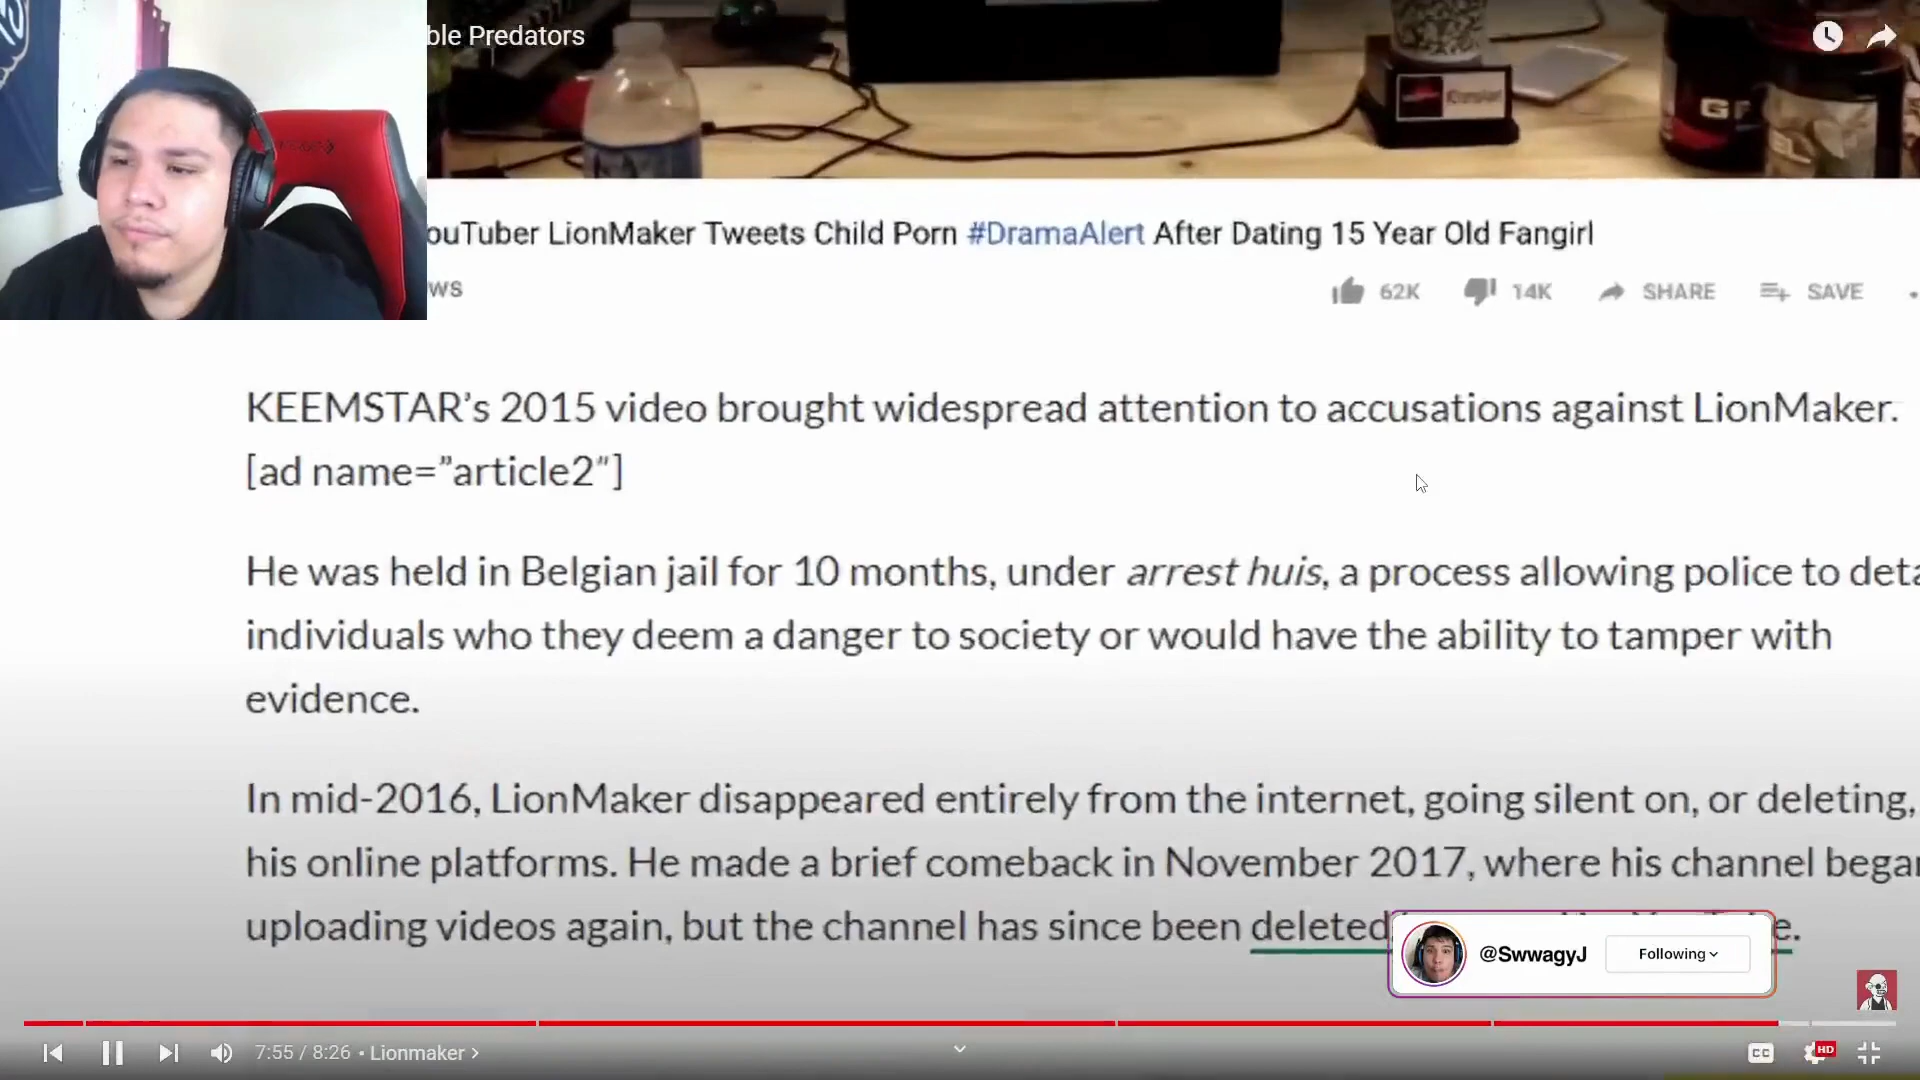 ble Predators
ouTuber LionMaker Tweets Child Porn #DramaAlert After Dating 15 Year Old Fangirl
ws
62K 14K SHARE SAVE
KEEMSTAR’s 2015 video brought widespread attention to accusations against LionMaker.
[ad name=”article2″]
He was held in Belgian jail for 10 months, under arrest huis, a process allowing police to deta
individuals who they deem a danger to society or would have the ability to tamper with
evidence.
In mid-2016, LionMaker disappeared entirely from the internet, going silent on, or deleting,
his online platforms. He made a brief comeback in November 2017, where his channel began
uploading videos again, but the channel has since been deleted
@SwwagyJ
Following
7:55 / 8:26 • Lionmaker
CC
HD